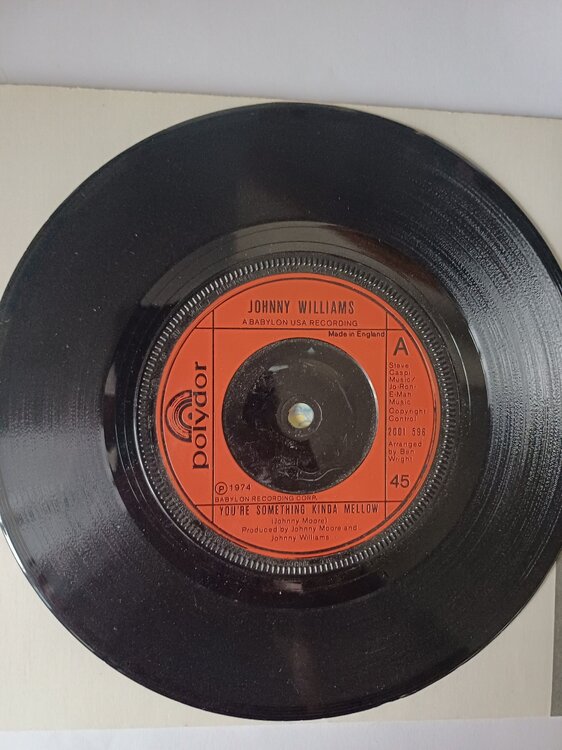 JOHNNY WILLIAMS
A BABYLON USA RECORDING
Made in England
A
Steve
Caspi
Music/
Jo-Ron-
E-Man
Music
Copyright
Control
2001 596
Arranged
by Ben
Wright
45
polydor
Ⓟ 1974
BABYLON RECORDING CORP.
YOU'RE SOMETHING KINDA MELLOW
(Johnny Moore)
Produced by Johnny Moore and
Johnny Williams